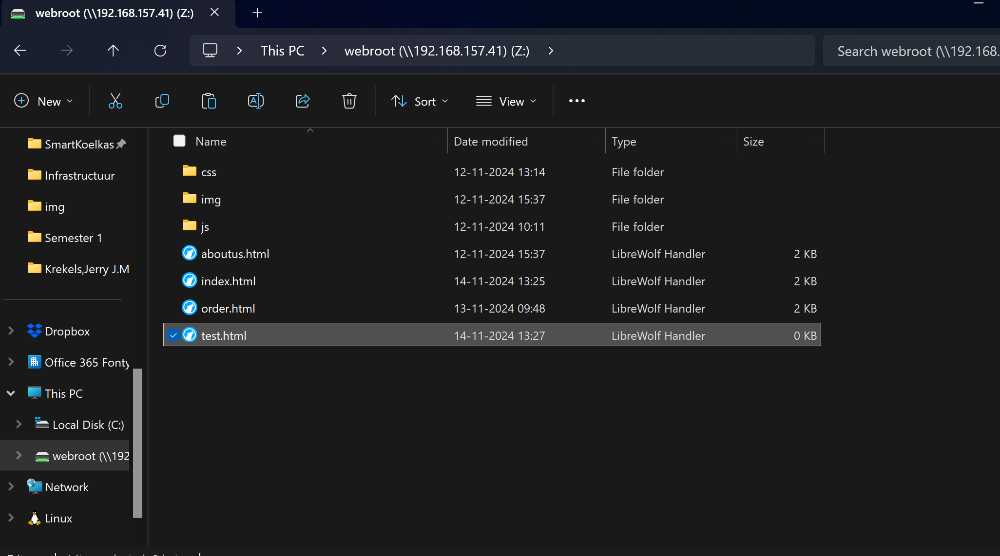 webroot (\\192.168.157.41) (Z:)
This PC
webroot (\\192.168.157.41) (Z:)
Search webroot (\\192.168.
New
Sort
View
SmartKoelkas
Infrastructuur
img
Semester 1
Krekels,Jerry J.M
Dropbox
Office 365 Fonty
This PC
Local Disk (C:)
webroot (\\192
Network
Linux
Name Date modified Type Size
css 12-11-2024 13:14 File folder
img 12-11-2024 15:37 File folder
js 12-11-2024 10:11 File folder
aboutus.html 12-11-2024 15:37 LibreWolf Handler 2 KB
index.html 14-11-2024 13:25 LibreWolf Handler 2 KB
order.html 13-11-2024 09:48 LibreWolf Handler 2 KB
test.html 14-11-2024 13:27 LibreWolf Handler 0 KB